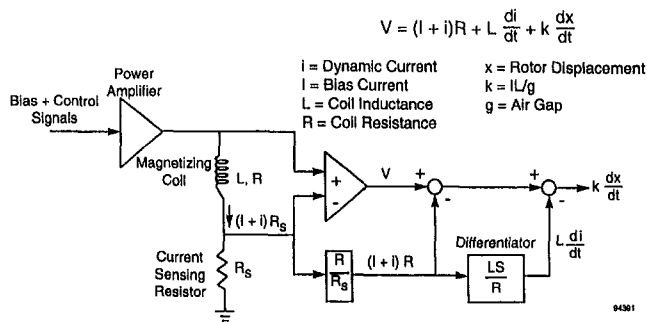 V = (I + i)R + L di/dt + k dx/dt
i = Dynamic Current
I = Bias Current
L = Coil Inductance
R = Coil Resistance
x = Rotor Displacement
k = IL/g
g = Air Gap
Power
Amplifier
Bias + Control
Signals
Magnetizing
Coil
L, R
(I + i) Rs
Current
Sensing
Resistor
Rs
+
-
V
+
-
+
-
k dx/dt
R/Rs
(I + i) R
Differentiator
LS/R
L di/dt
94391